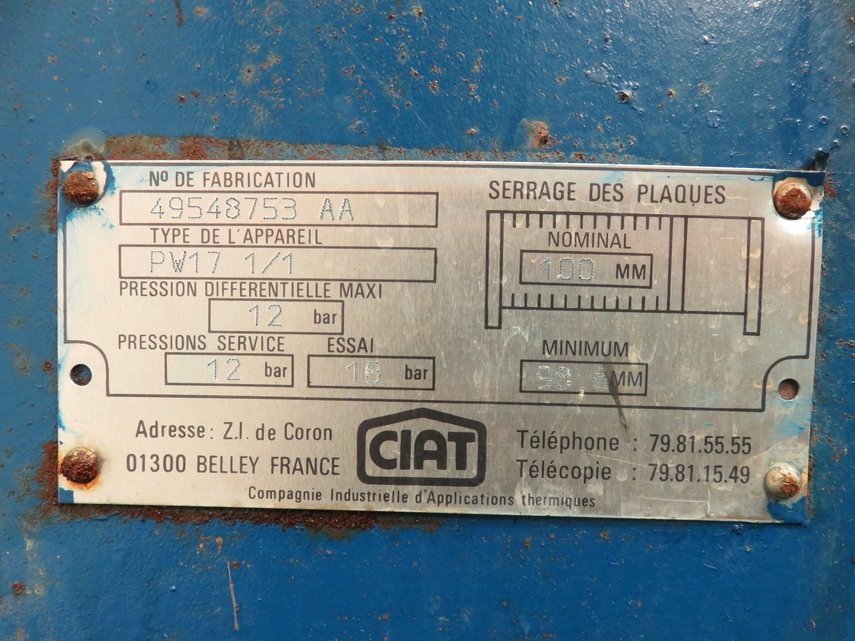 Nº DE FABRICATION
49548753 AA
TYPE DE L'APPAREIL
PW17 1/1
PRESSION DIFFERENTIELLE MAXI
12 bar
PRESSIONS SERVICE ESSAI
12 bar 16 bar
SERRAGE DES PLAQUES
NOMINAL
100 MM
MINIMUM
MM
Adresse : Z.I. de Coron
01300 BELLEY FRANCE
CIAT
Téléphone : 79.81.55.55
Télécopie : 79.81.15.49
Compagnie Industrielle d'Applications thermiques